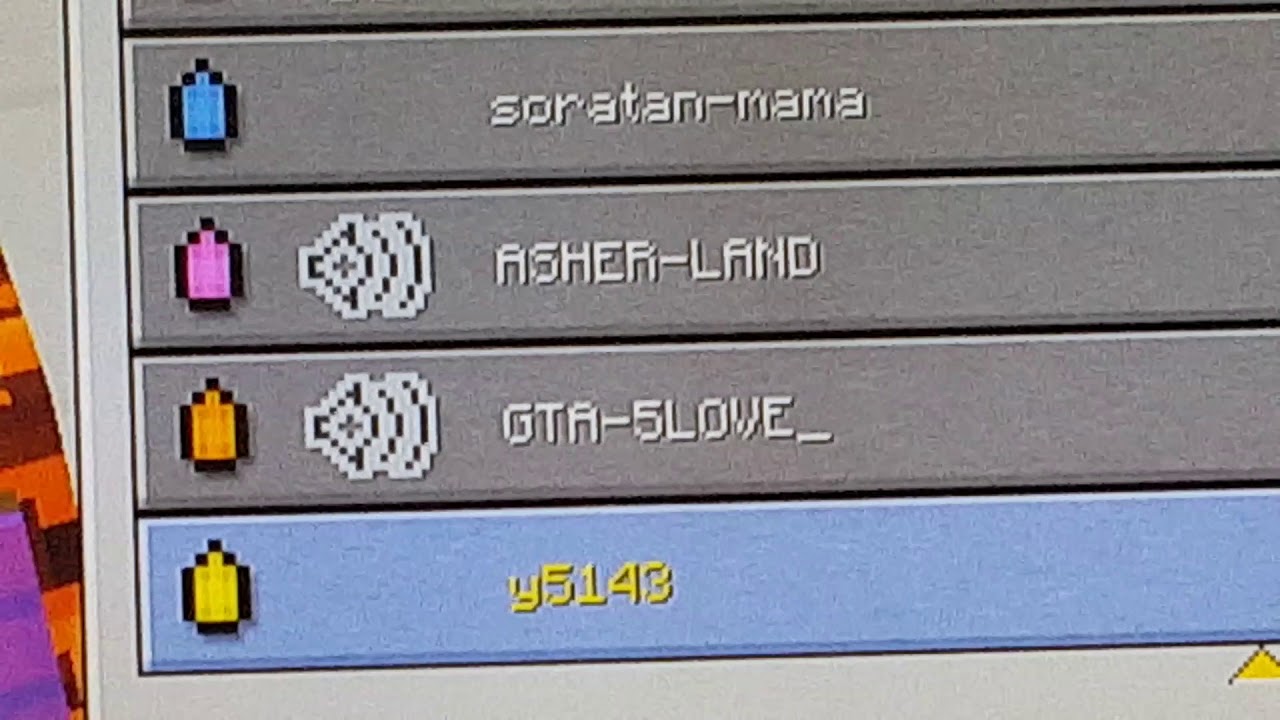 soratan-mama
ASHER-LAND
GTA-5LOVE_
y5143